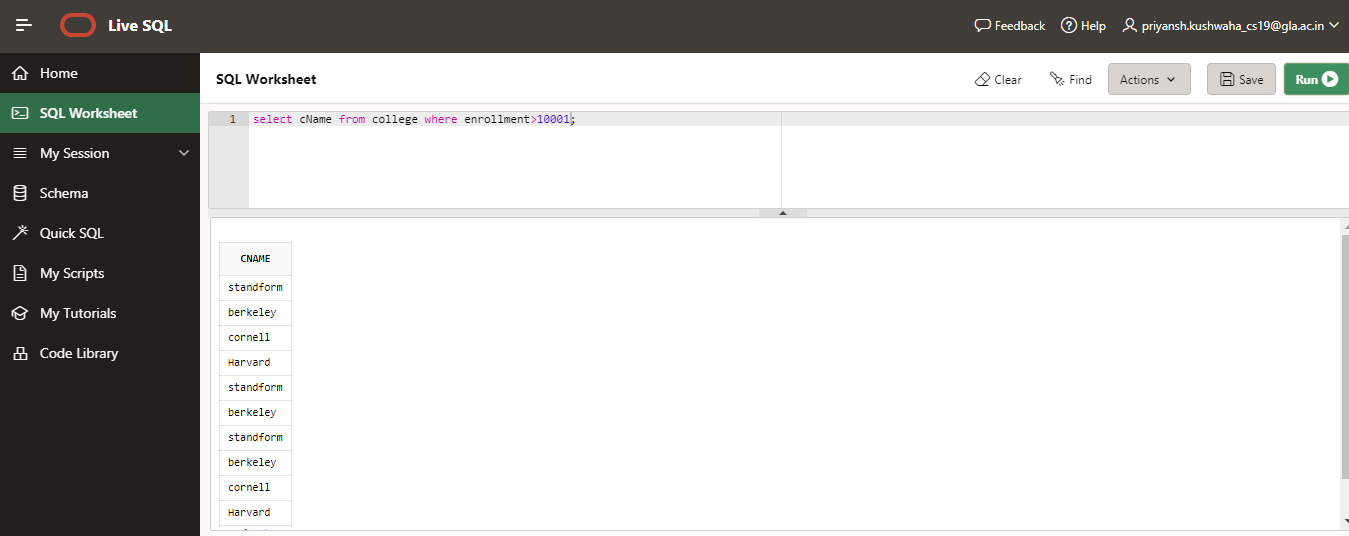 Live SQL
Feedback
Help
priyansh.kushwaha_cs19@gla.ac.in
Home
SQL Worksheet
My Session
Schema
Quick SQL
My Scripts
My Tutorials
Code Library
SQL Worksheet
Clear
Find
Actions
Save
Run
1 select cName from college where enrollment>10001;
CNAME
standform
berkeley
cornell
Harvard
standform
berkeley
standform
berkeley
cornell
Harvard